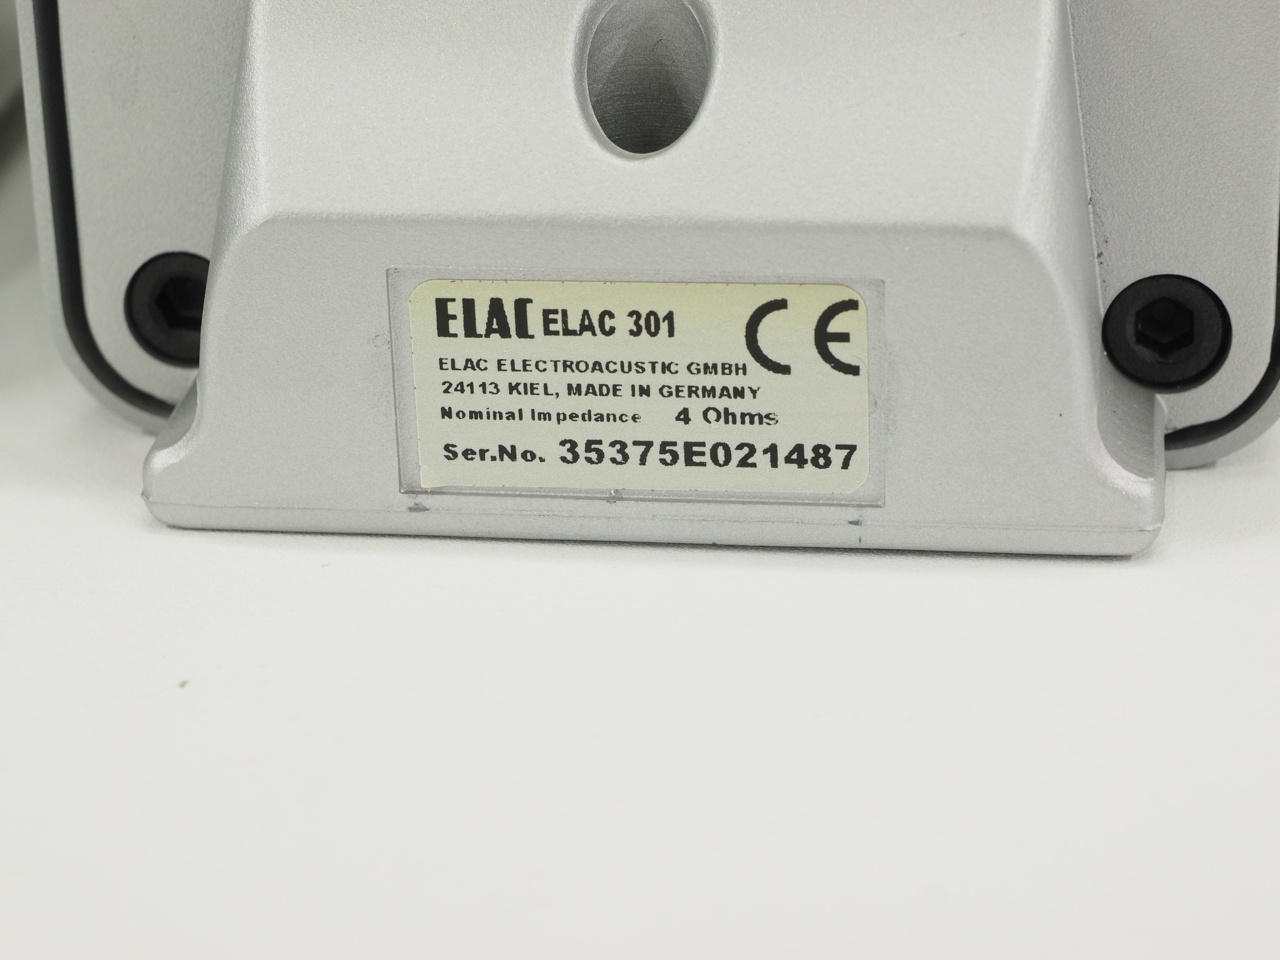 ELAC ELAC 301 CE
ELAC ELECTROACUSTIC GMBH
24113 KIEL, MADE IN GERMANY
Nominal Impedance 4 Ohms
Ser.No. 35375E021487